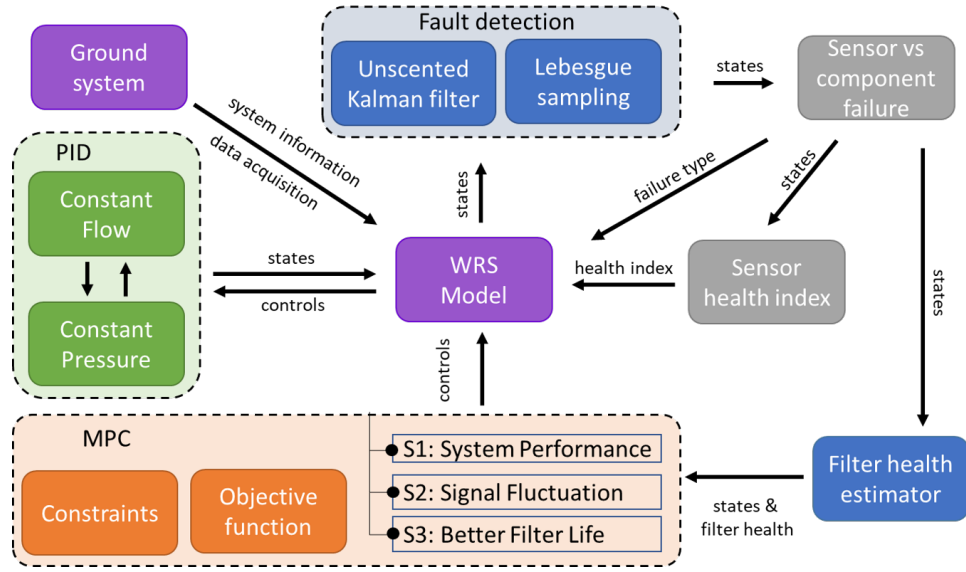 Ground
system
Fault detection
Unscented
Kalman filter
Lebesgue
sampling
states
Sensor vs
component
failure
system information
data acquisition
PID
Constant
Flow
Constant
Pressure
states
controls
WRS
Model
states
failure type
states
health index
Sensor
health index
states
controls
MPC
Constraints
Objective
function
S1: System Performance
S2: Signal Fluctuation
S3: Better Filter Life
states &
filter health
Filter health
estimator